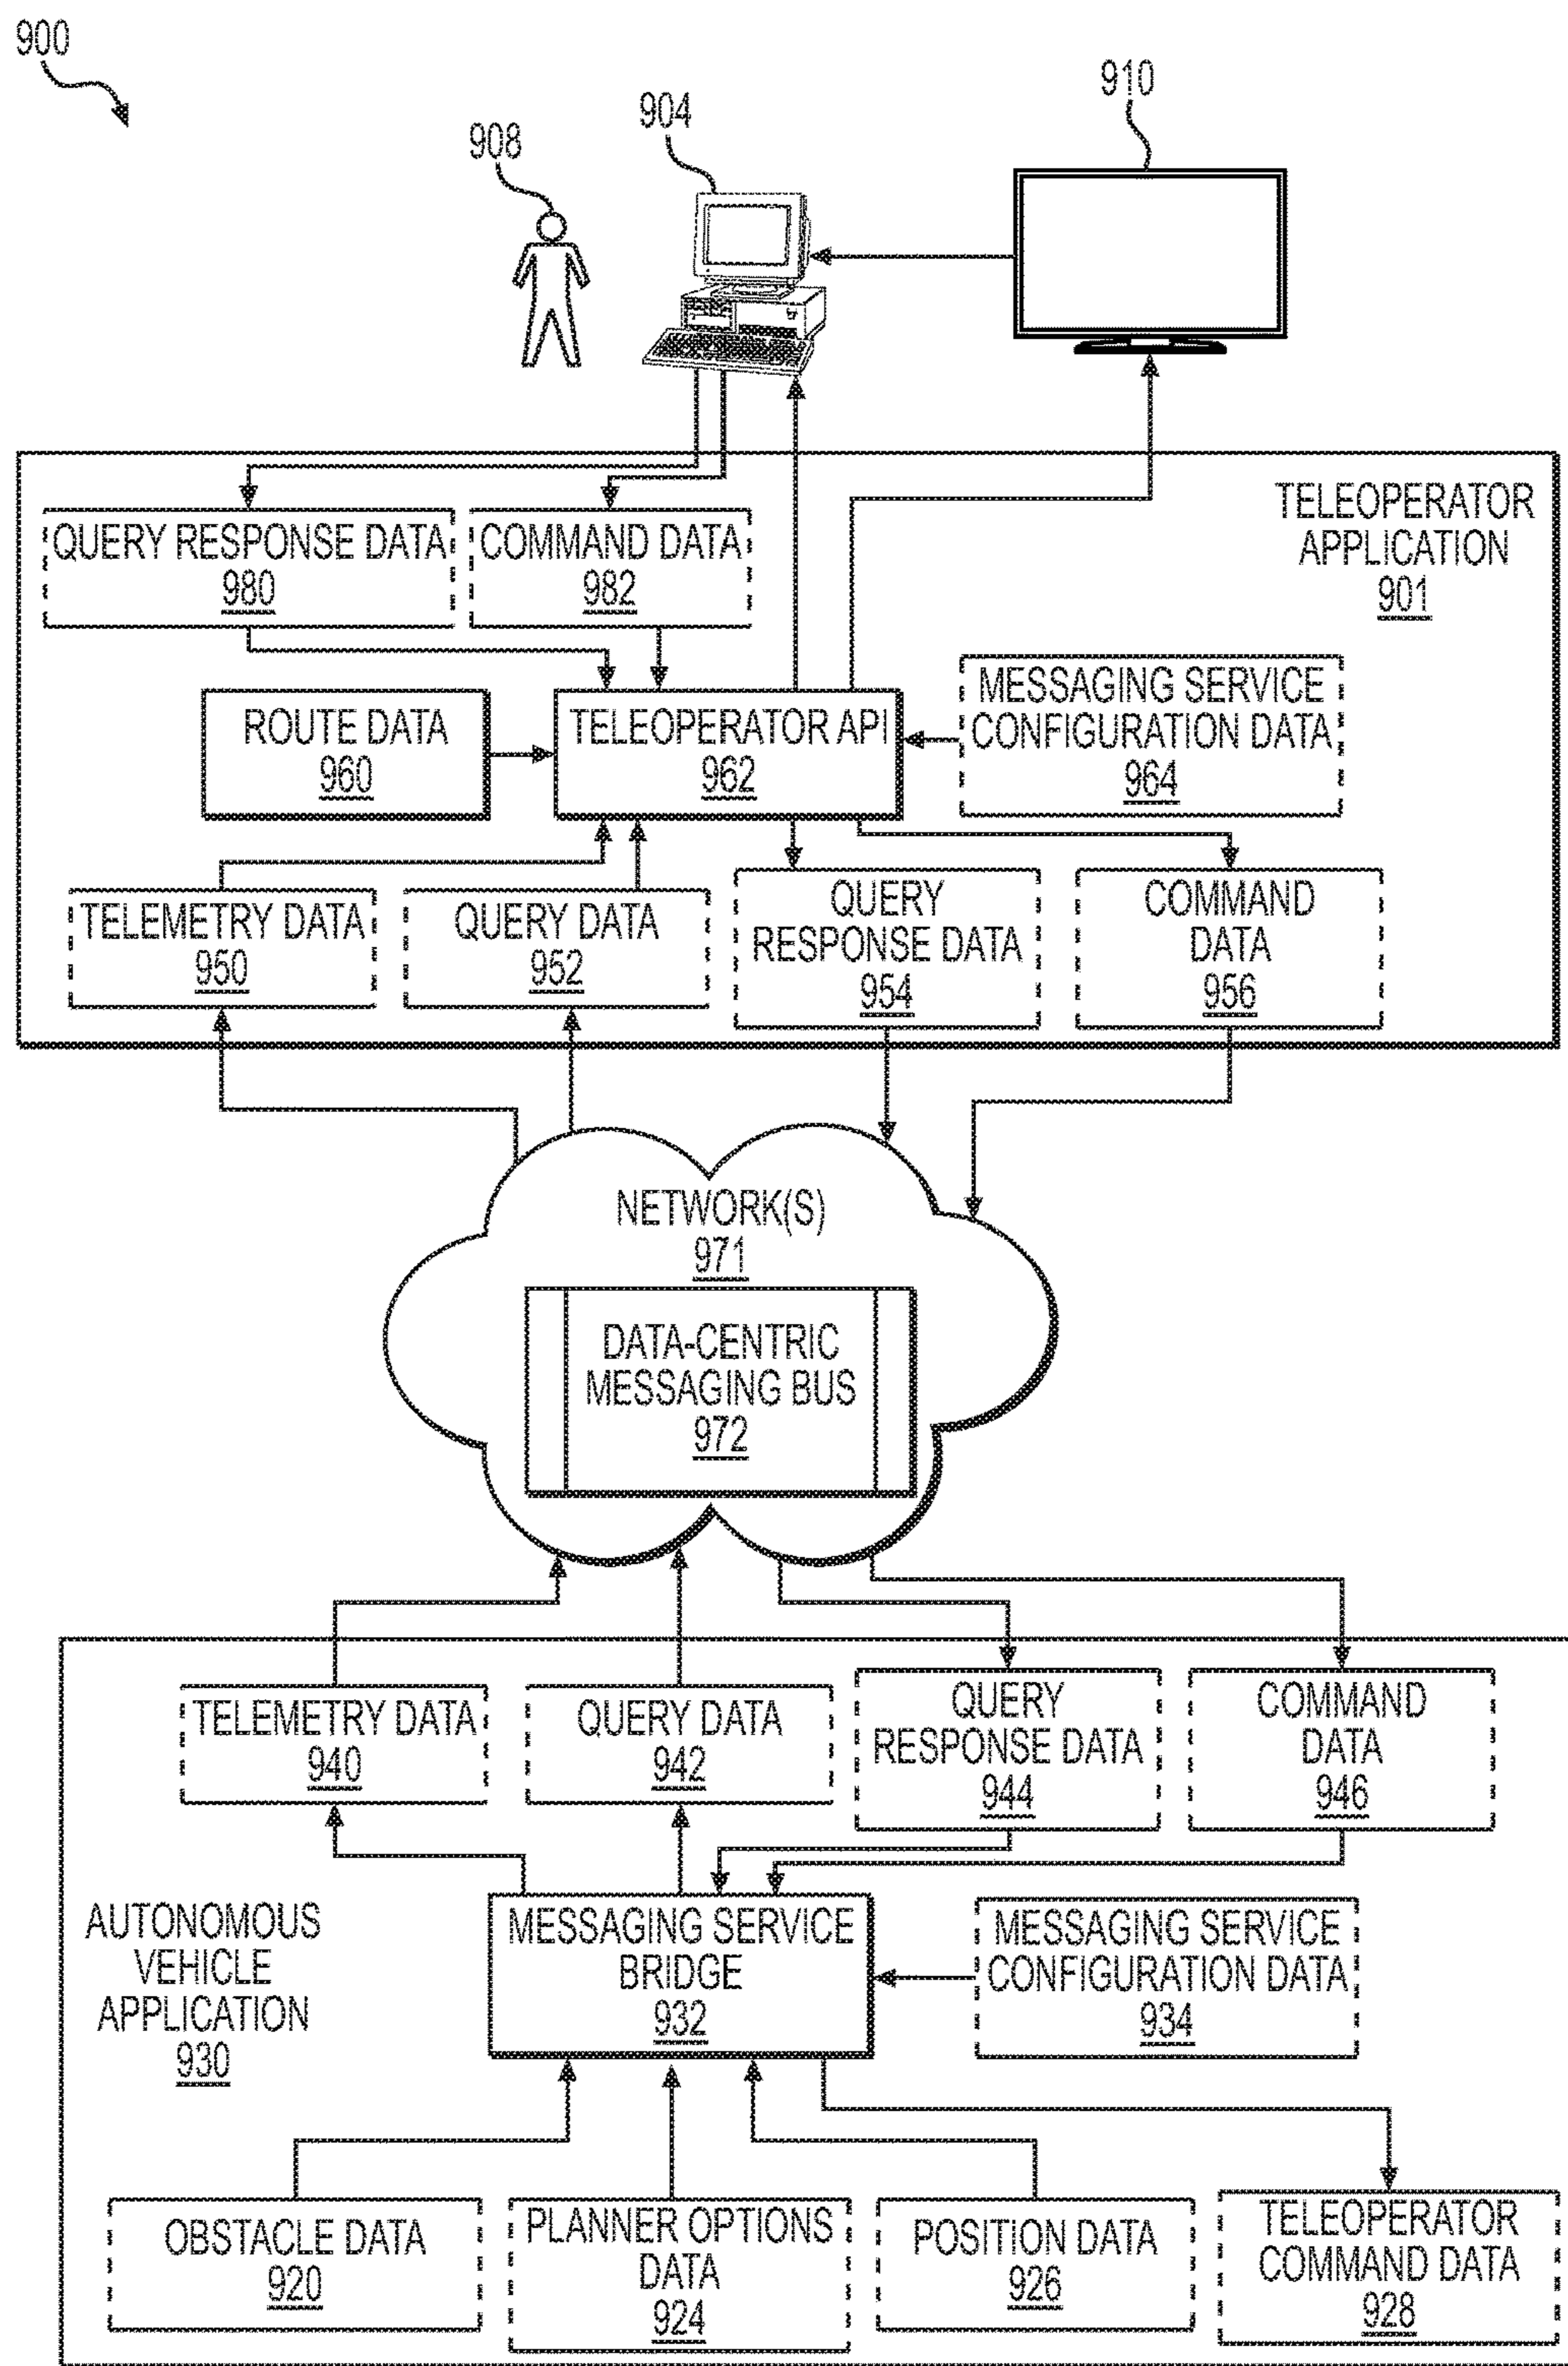 900
908
904
910
TELEOPERATOR
APPLICATION
901
QUERY RESPONSE DATA
980
COMMAND DATA
982
ROUTE DATA
960
TELEOPERATOR API
962
MESSAGING SERVICE
CONFIGURATION DATA
964
TELEMETRY DATA
950
QUERY DATA
952
QUERY
RESPONSE DATA
954
COMMAND
DATA
956
NETWORK(S)
971
DATA-CENTRIC
MESSAGING BUS
972
TELEMETRY DATA
940
QUERY DATA
942
QUERY
RESPONSE DATA
944
COMMAND
DATA
946
AUTONOMOUS
VEHICLE
APPLICATION
930
MESSAGING SERVICE
BRIDGE
932
MESSAGING SERVICE
CONFIGURATION DATA
934
OBSTACLE DATA
920
PLANNER OPTIONS
DATA
924
POSITION DATA
926
TELEOPERATOR
COMMAND DATA
928